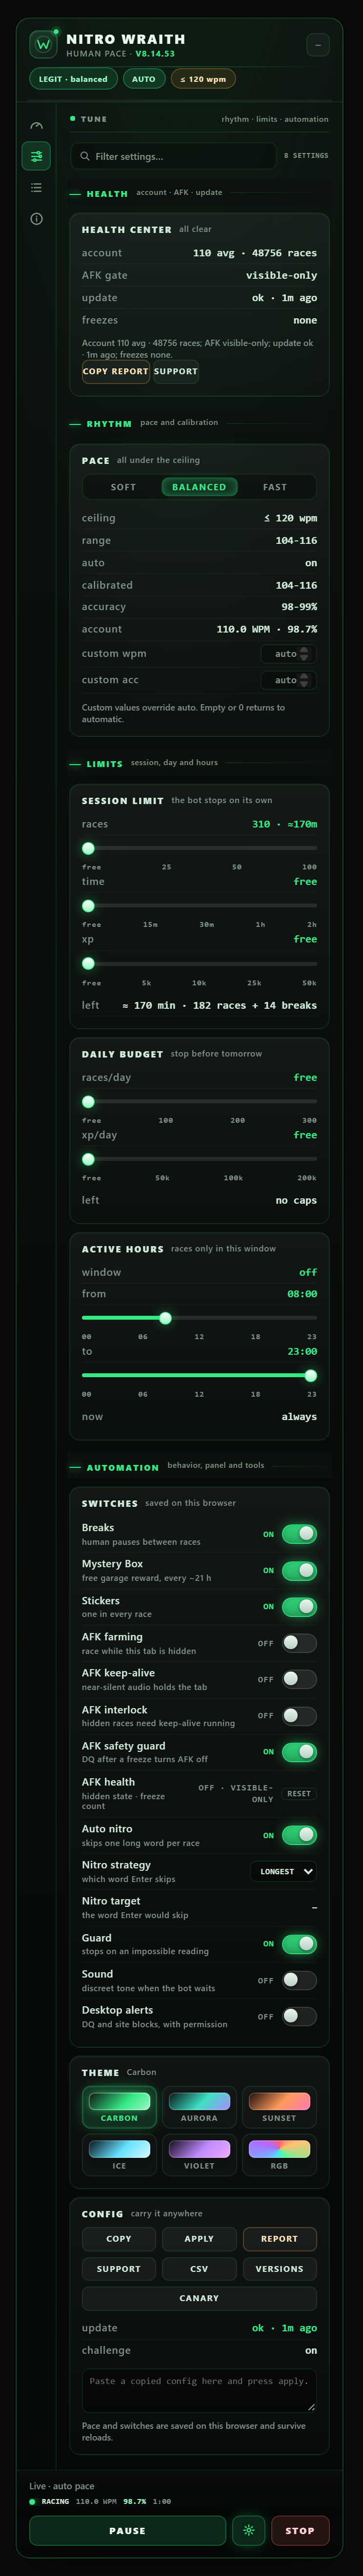 NITRO WRAITH
HUMAN PACE · V8.14.53
–
LEGIT · balanced
AUTO
≤ 120 wpm
TUNE
rhythm · limits · automation
Filter settings...
8 SETTINGS
HEALTH account · AFK · update
HEALTH CENTER all clear
account 110 avg · 48756 races
AFK gate visible-only
update ok · 1m ago
freezes none
Account 110 avg · 48756 races; AFK visible-only; update ok
· 1m ago; freezes none.
COPY REPORT SUPPORT
RHYTHM pace and calibration
PACE all under the ceiling
SOFT BALANCED FAST
ceiling ≤ 120 wpm
range 104-116
auto on
calibrated 104-116
accuracy 98-99%
account 110.0 WPM · 98.7%
custom wpm auto
custom acc auto
Custom values override auto. Empty or 0 returns to
automatic.
LIMITS session, day and hours
SESSION LIMIT the bot stops on its own
races 310 · ≈170m
free 25 50 100
time free
free 15m 30m 1h 2h
xp free
free 5k 10k 25k 50k
left ≈ 170 min · 182 races + 14 breaks
DAILY BUDGET stop before tomorrow
races/day free
free 100 200 300
xp/day free
free 50k 100k 200k
left no caps
ACTIVE HOURS races only in this window
window off
from 08:00
00 06 12 18 23
to 23:00
00 06 12 18 23
now always
AUTOMATION behavior, panel and tools
SWITCHES saved on this browser
Breaks
human pauses between races
ON
Mystery Box
free garage reward, every ~21 h
ON
Stickers
one in every race
ON
AFK farming
race while this tab is hidden
OFF
AFK keep-alive
near-silent audio holds the tab
OFF
AFK interlock
hidden races need keep-alive running
OFF
AFK safety guard
DQ after a freeze turns AFK off
ON
AFK health
hidden state · freeze
count
OFF · VISIBLE-
ONLY
RESET
Auto nitro
skips one long word per race
ON
Nitro strategy
which word Enter skips
LONGEST
Nitro target
the word Enter would skip
–
Guard
stops on an impossible reading
ON
Sound
discreet tone when the bot waits
OFF
Desktop alerts
DQ and site blocks, with permission
OFF
THEME Carbon
CARBON AURORA SUNSET
ICE VIOLET RGB
CONFIG carry it anywhere
COPY APPLY REPORT
SUPPORT CSV VERSIONS
CANARY
update ok · 1m ago
challenge on
Paste a copied config here and press apply.
Pace and switches are saved on this browser and survive
reloads.
Live · auto pace
RACING 110.0 WPM 98.7% 1:00
PAUSE
STOP